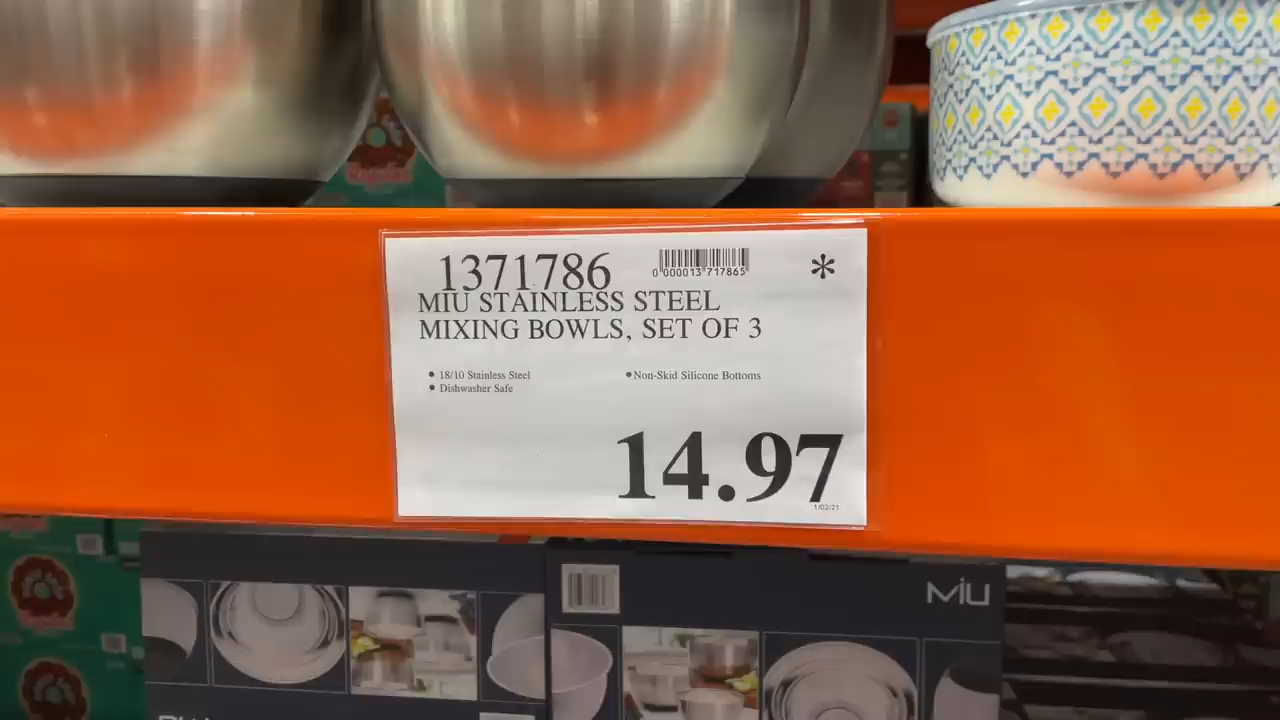 1371786
0 000013 717865
*
MIU STAINLESS STEEL
MIXING BOWLS, SET OF 3
• 18/10 Stainless Steel
• Non-Skid Silicone Bottoms
• Dishwasher Safe
14.97
1/02/21
MIU